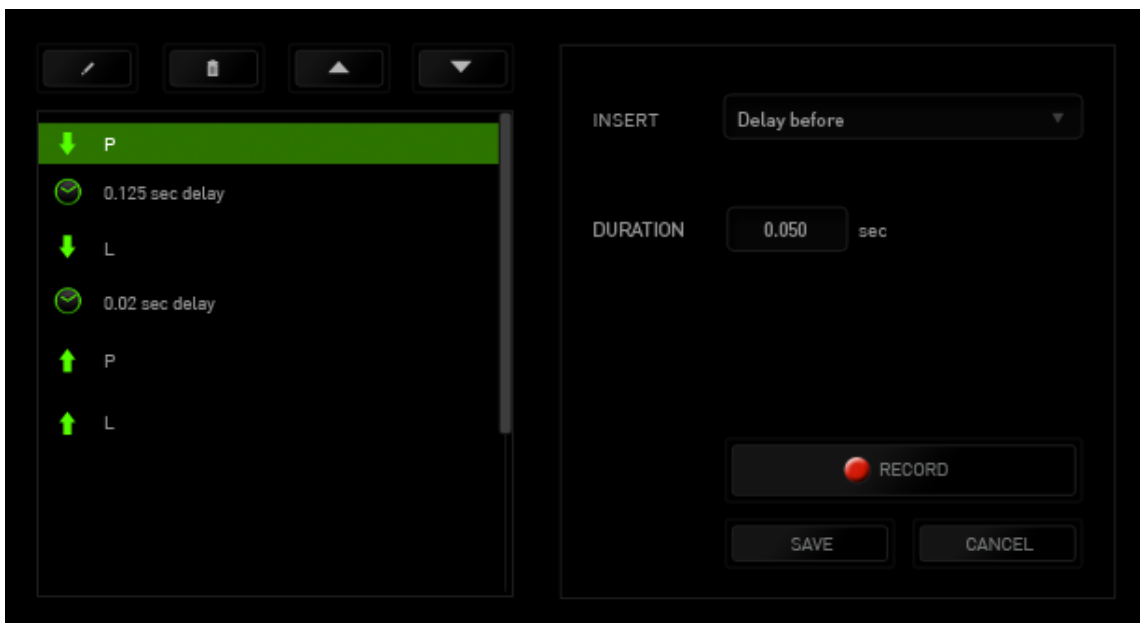 P
0.125 sec delay
L
0.02 sec delay
P
L
INSERT Delay before
DURATION 0.050 sec
RECORD
SAVE CANCEL